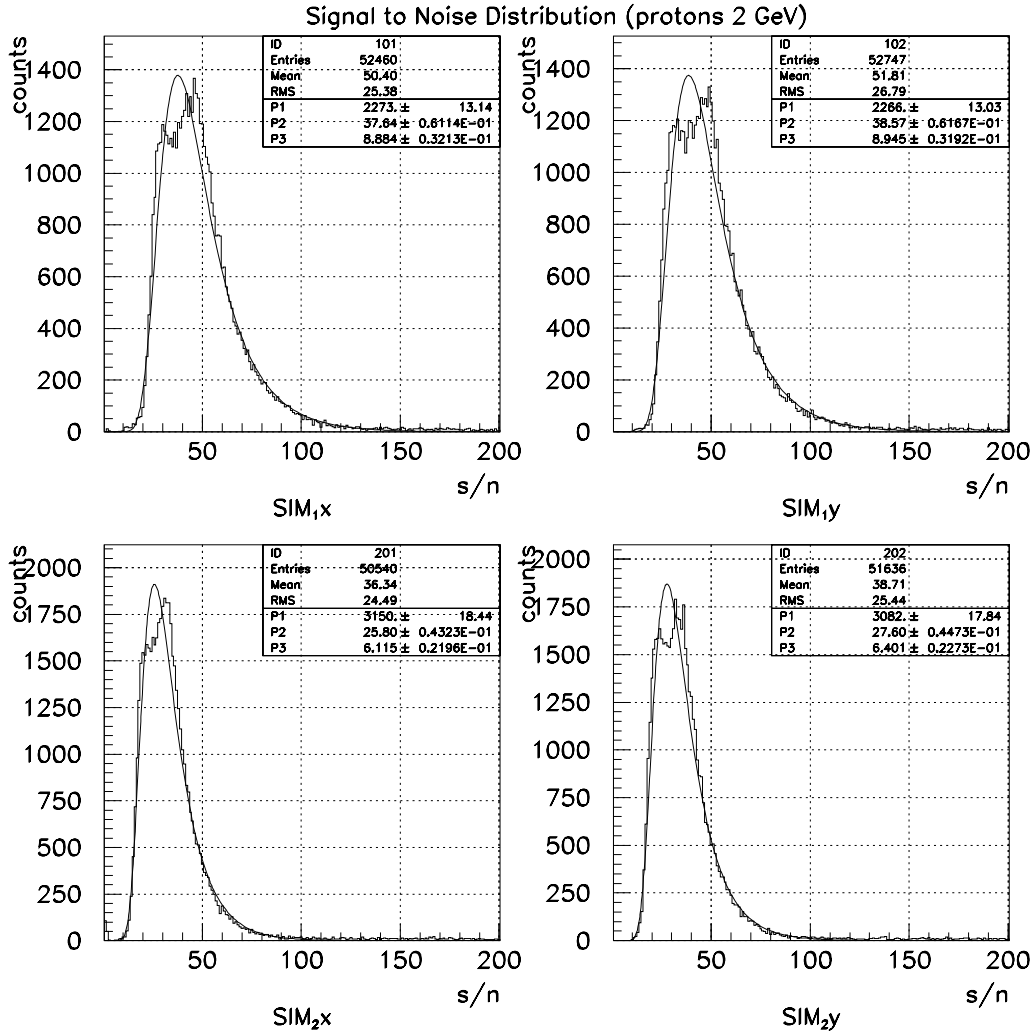 Signal to Noise Distribution (protons 2 GeV)
counts
ID 101
Entries 52460
Mean 50.40
RMS 25.38
P1 2273. ± 13.14
P2 37.64 ± 0.6114E-01
P3 8.884 ± 0.3213E-01
1400
1200
1000
800
600
400
200
0
50 100 150 200
s/n
SIM₁x
counts
ID 102
Entries 52747
Mean 51.81
RMS 26.79
P1 2266. ± 13.03
P2 38.57 ± 0.6167E-01
P3 8.945 ± 0.3192E-01
1400
1200
1000
800
600
400
200
0
50 100 150 200
s/n
SIM₁y
counts
ID 201
Entries 50540
Mean 36.34
RMS 24.49
P1 3150. ± 18.44
P2 25.80 ± 0.4323E-01
P3 6.115 ± 0.2196E-01
2000
1750
1500
1250
1000
750
500
250
0
50 100 150 200
s/n
SIM₂x
counts
ID 202
Entries 51636
Mean 38.71
RMS 25.44
P1 3082. ± 17.84
P2 27.60 ± 0.4473E-01
P3 6.401 ± 0.2273E-01
2000
1750
1500
1250
1000
750
500
250
0
50 100 150 200
s/n
SIM₂y